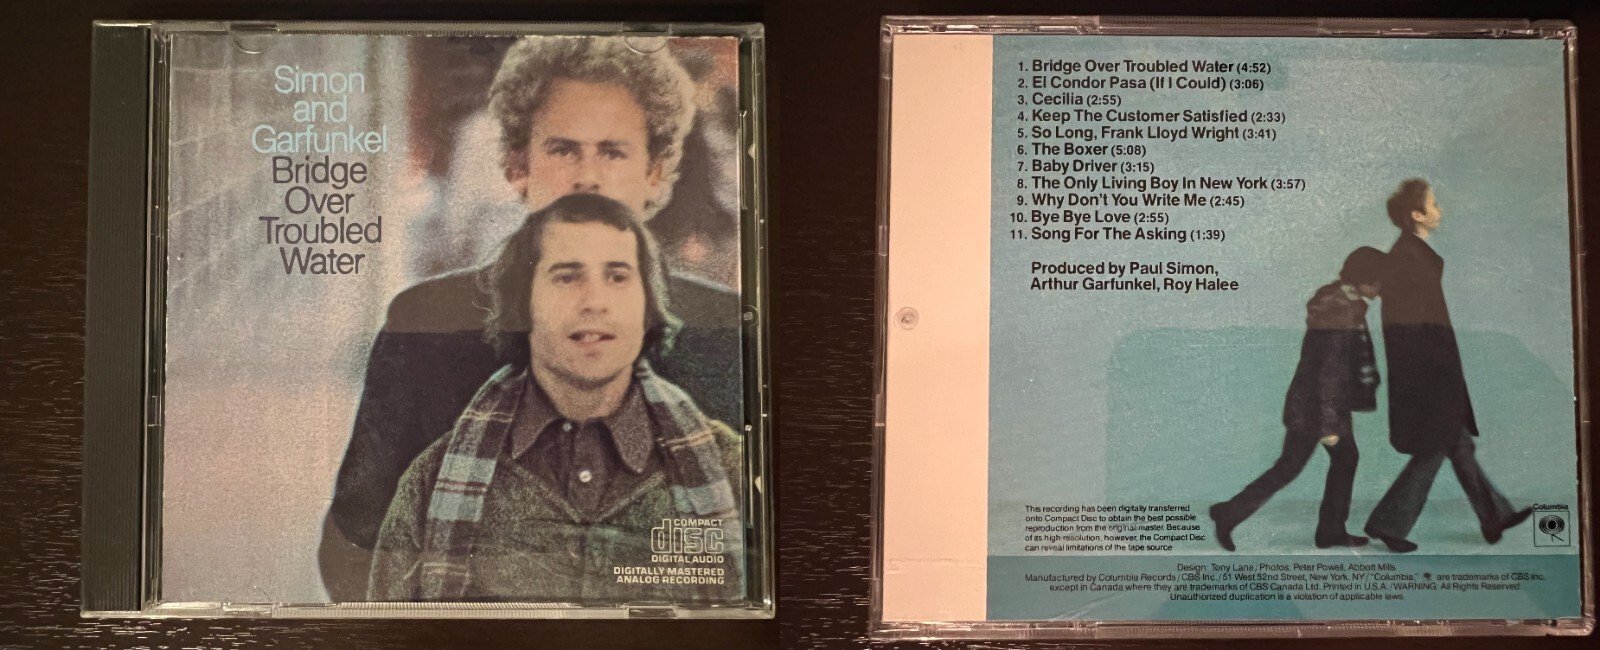 Simon
and
Garfunkel
Bridge
Over
Troubled
Water
COMPACT
disc
DIGITAL AUDIO
DIGITALLY MASTERED
ANALOG RECORDING
1. Bridge Over Troubled Water (4:52)
2. El Condor Pasa (If I Could) (3:06)
3. Cecilia (2:55)
4. Keep The Customer Satisfied (2:33)
5. So Long, Frank Lloyd Wright (3:41)
6. The Boxer (5:08)
7. Baby Driver (3:15)
8. The Only Living Boy In New York (3:57)
9. Why Don't You Write Me (2:45)
10. Bye Bye Love (2:55)
11. Song For The Asking (1:39)
Produced by Paul Simon,
Arthur Garfunkel, Roy Halee
This recording has been digitally transferred
onto Compact Disc to obtain the best possible
reproduction from the original master. Because
of its high resolution, however, the Compact Disc
can reveal limitations of the tape source
Columbia
Design: Tony Lane/Photos: Peter Powell, Abbott Mills
Manufactured by Columbia Records/CBS Inc./51 West 52nd Street, New York, NY/"Columbia," are trademarks of CBS Inc.
except in Canada where they are trademarks of CBS Canada Ltd. Printed in U.S.A./WARNING: All Rights Reserved.
Unauthorized duplication is a violation of applicable laws.